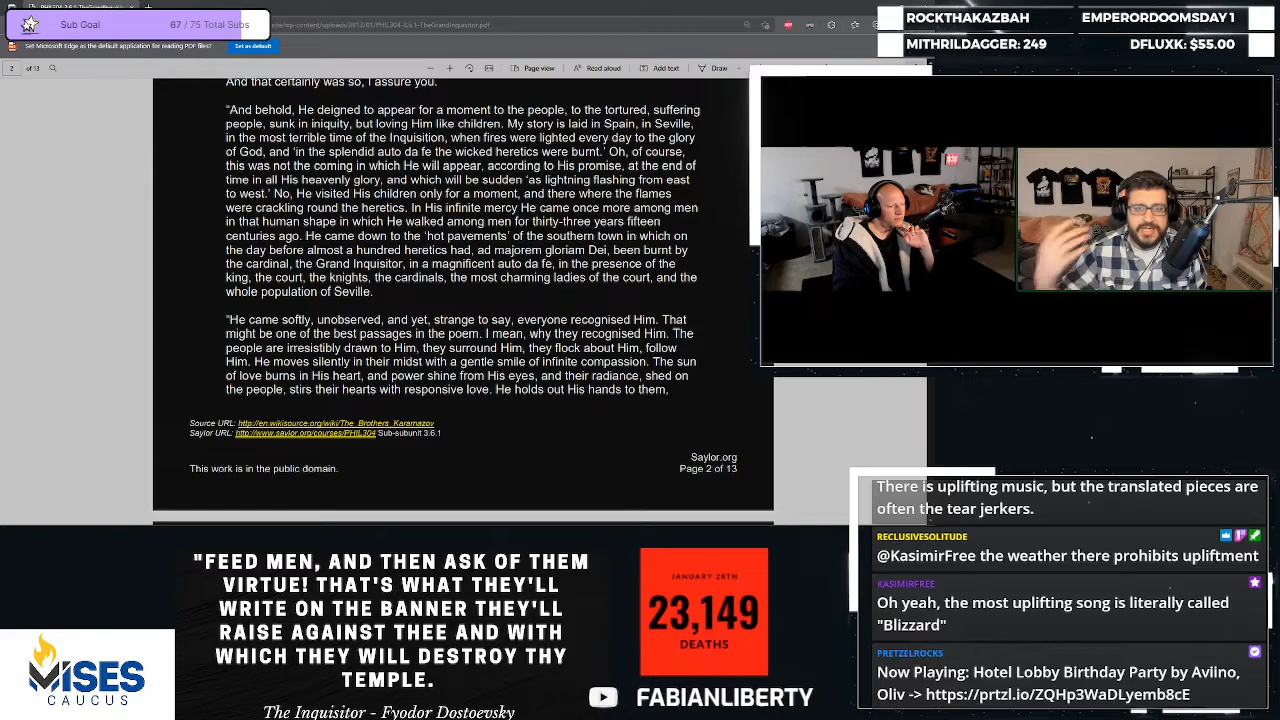 Sub Goal 67 / 75 Total Subs
site/mp-content/uploads/2013/01/PHIL304-3.6.1-TheGrandInquisitor.pdf
Set Microsoft Edge as the default application for reading PDF files? Set as default
2 of 13 Page view Read aloud Add text Draw
ROCKTHAKAZBAH EMPERORDOOMSDAY1
MITHRILDAGGER: 249 DFLUXK: $55.00
And that certainly was so, I assure you.
"And behold, He deigned to appear for a moment to the people, to the tortured, suffering
people, sunk in iniquity, but loving Him like children. My story is laid in Spain, in Seville,
in the most terrible time of the Inquisition, when fires were lighted every day to the glory
of God, and 'in the splendid auto da fe the wicked heretics were burnt.' Oh, of course,
this was not the coming in which He will appear, according to His promise, at the end of
time in all His heavenly glory, and which will be sudden 'as lightning flashing from east
to west.' No, He visited His children only for a moment, and there where the flames
were crackling round the heretics. In His infinite mercy He came once more among men
in that human shape in which He walked among men for thirty-three years fifteen
centuries ago. He came down to the 'hot pavements' of the southern town in which on
the day before almost a hundred heretics had, ad majorem gloriam Dei, been burnt by
the cardinal, the Grand Inquisitor, in a magnificent auto da fe, in the presence of the
king, the court, the knights, the cardinals, the most charming ladies of the court, and the
whole population of Seville.
"He came softly, unobserved, and yet, strange to say, everyone recognised Him. That
might be one of the best passages in the poem. I mean, why they recognised Him. The
people are irresistibly drawn to Him, they surround Him, they flock about Him, follow
Him. He moves silently in their midst with a gentle smile of infinite compassion. The sun
of love burns in His heart, and power shine from His eyes, and their radiance, shed on
the people, stirs their hearts with responsive love. He holds out His hands to them,
Source URL: http://en.wikisource.org/wiki/The_Brothers_Karamazov
Saylor URL: http://www.saylor.org/courses/PHIL304 Sub-subunit 3.6.1
Saylor.org
This work is in the public domain. Page 2 of 13
There is uplifting music, but the translated pieces are
often the tear jerkers.
RECLUSIVESOLITUDE
@KasimirFree the weather there prohibits upliftment
KASIMIRFREE
Oh yeah, the most uplifting song is literally called
"Blizzard"
PRETZELROCKS
Now Playing: Hotel Lobby Birthday Party by Aviino,
Oliv -> https://prtzl.io/ZQHp3WaDLyemb8cE
"FEED MEN, AND THEN ASK OF THEM
VIRTUE! THAT'S WHAT THEY'LL
WRITE ON THE BANNER THEY'LL
RAISE AGAINST THEE AND WITH
WHICH THEY WILL DESTROY THY
TEMPLE.
The Inquisitor - Fyodor Dostoevsky
JANUARY 28TH
23,149
DEATHS
FABIANLIBERTY
MISES
CAUCUS